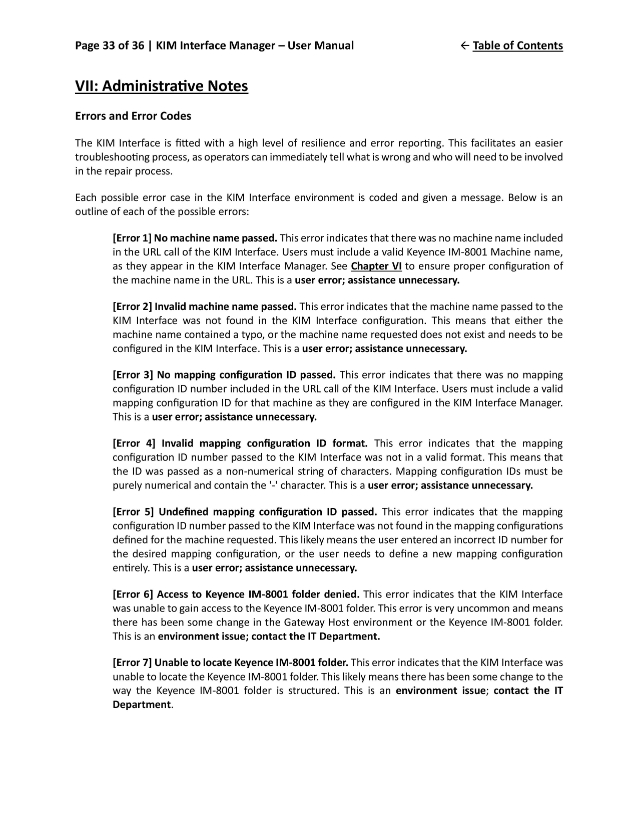 Page 33 of 36 | KIM Interface Manager – User Manual
← Table of Contents
VII: Administrative Notes
Errors and Error Codes
The KIM Interface is fitted with a high level of resilience and error reporting. This facilitates an easier
troubleshooting process, as operators can immediately tell what is wrong and who will need to be involved
in the repair process.
Each possible error case in the KIM Interface environment is coded and given a message. Below is an
outline of each of the possible errors:
[Error 1] No machine name passed. This error indicates that there was no machine name included
in the URL call of the KIM Interface. Users must include a valid Keyence IM-8001 Machine name,
as they appear in the KIM Interface Manager. See Chapter VI to ensure proper configuration of
the machine name in the URL. This is a user error; assistance unnecessary.
[Error 2] Invalid machine name passed. This error indicates that the machine name passed to the
KIM Interface was not found in the KIM Interface configuration. This means that either the
machine name contained a typo, or the machine name requested does not exist and needs to be
configured in the KIM Interface. This is a user error; assistance unnecessary.
[Error 3] No mapping configuration ID passed. This error indicates that there was no mapping
configuration ID number included in the URL call of the KIM Interface. Users must include a valid
mapping configuration ID for that machine as they are configured in the KIM Interface Manager.
This is a user error; assistance unnecessary.
[Error 4] Invalid mapping configuration ID format. This error indicates that the mapping
configuration ID number passed to the KIM Interface was not in a valid format. This means that
the ID was passed as a non-numerical string of characters. Mapping configuration IDs must be
purely numerical and contain the '-' character. This is a user error; assistance unnecessary.
[Error 5] Undefined mapping configuration ID passed. This error indicates that the mapping
configuration ID number passed to the KIM Interface was not found in the mapping configurations
defined for the machine requested. This likely means the user entered an incorrect ID number for
the desired mapping configuration, or the user needs to define a new mapping configuration
entirely. This is a user error; assistance unnecessary.
[Error 6] Access to Keyence IM-8001 folder denied. This error indicates that the KIM Interface
was unable to gain access to the Keyence IM-8001 folder. This error is very uncommon and means
there has been some change in the Gateway Host environment or the Keyence IM-8001 folder.
This is an environment issue; contact the IT Department.
[Error 7] Unable to locate Keyence IM-8001 folder. This error indicates that the KIM Interface was
unable to locate the Keyence IM-8001 folder. This likely means there has been some change to the
way the Keyence IM-8001 folder is structured. This is an environment issue; contact the IT
Department.